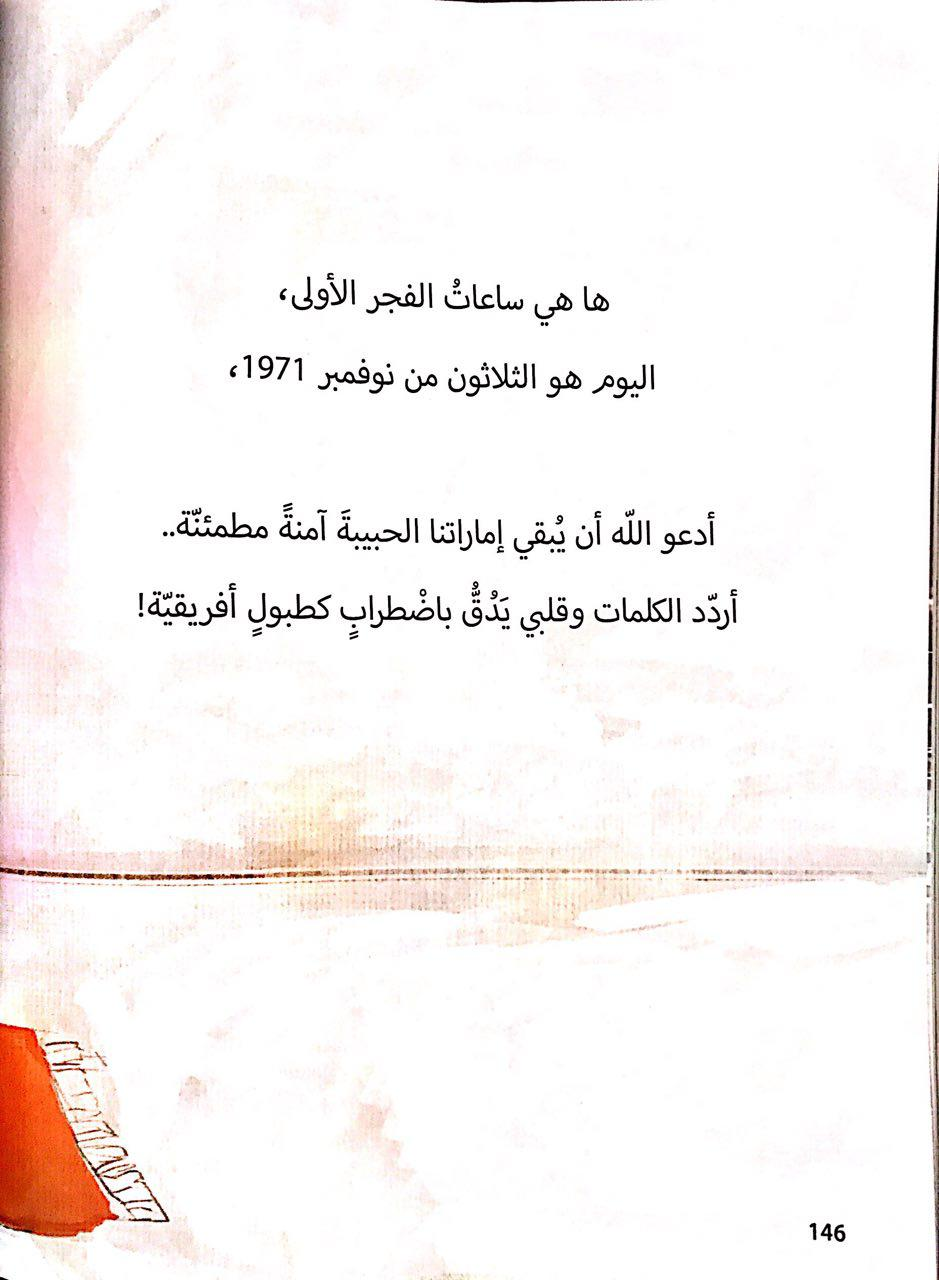 ها هي ساعاتُ الفجر الأولى،
اليوم هو الثلاثون من نوفمبر 1971،
أدعو اللّه أن يُبقي إماراتنا الحبيبةَ آمنةً مطمئنّة..
أردّد الكلمات وقلبي يَدُقُّ باضْطرابٍ كطبولٍ أفريقيّة!
146